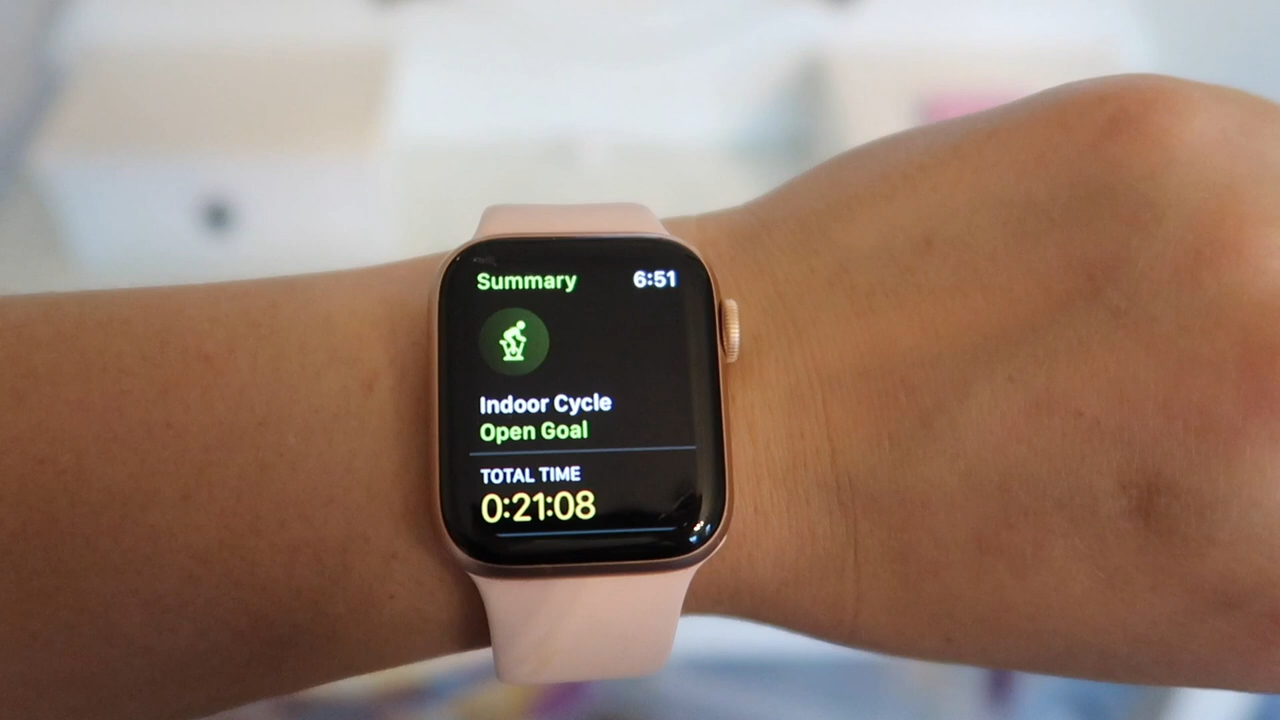 Summary 6:51
Indoor Cycle
Open Goal
TOTAL TIME
0:21:08